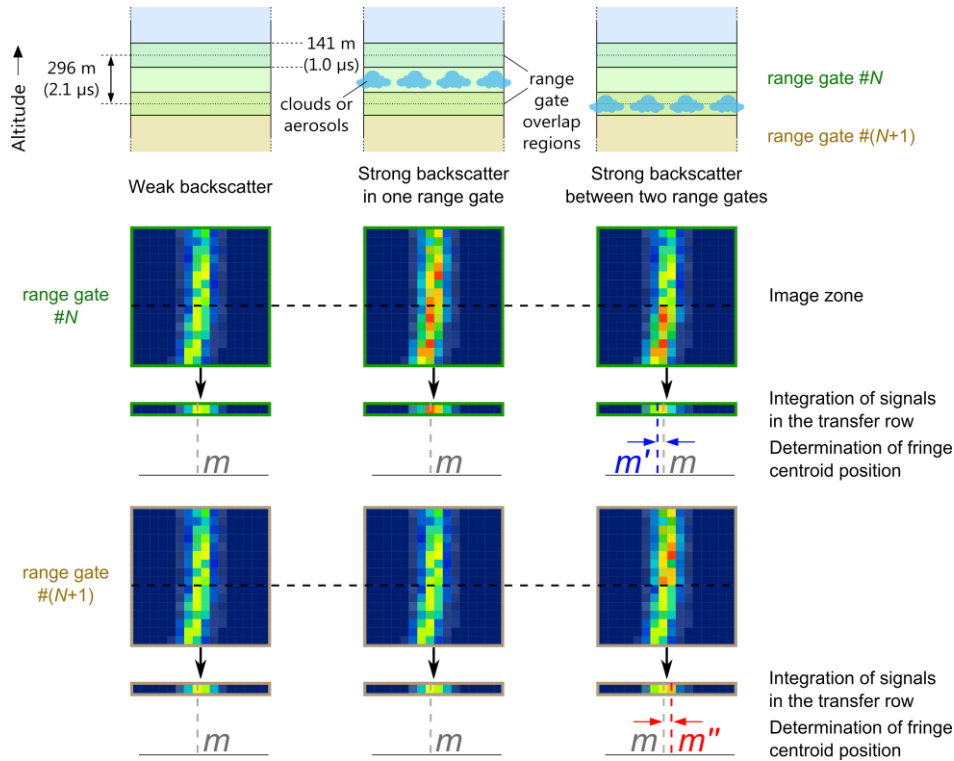 Altitude
296 m
(2.1 µs)
141 m
(1.0 µs)
clouds or
aerosols
range
gate
overlap
regions
range gate #N
range gate #(N+1)
Weak backscatter
Strong backscatter
in one range gate
Strong backscatter
between two range gates
range gate
#N
Image zone
Integration of signals
in the transfer row
Determination of fringe
centroid position
m
m
m' m
range gate
#(N+1)
Integration of signals
in the transfer row
Determination of fringe
centroid position
m
m
m m"